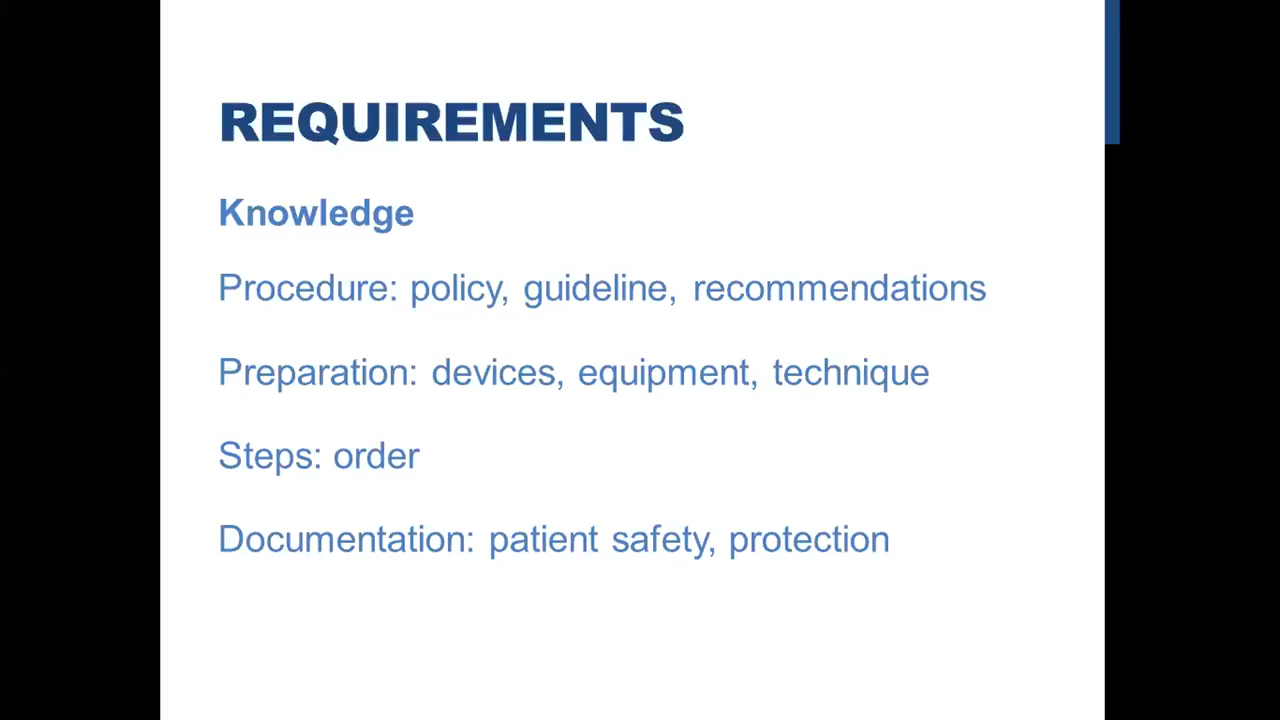 REQUIREMENTS
Knowledge
Procedure: policy, guideline, recommendations
Preparation: devices, equipment, technique
Steps: order
Documentation: patient safety, protection